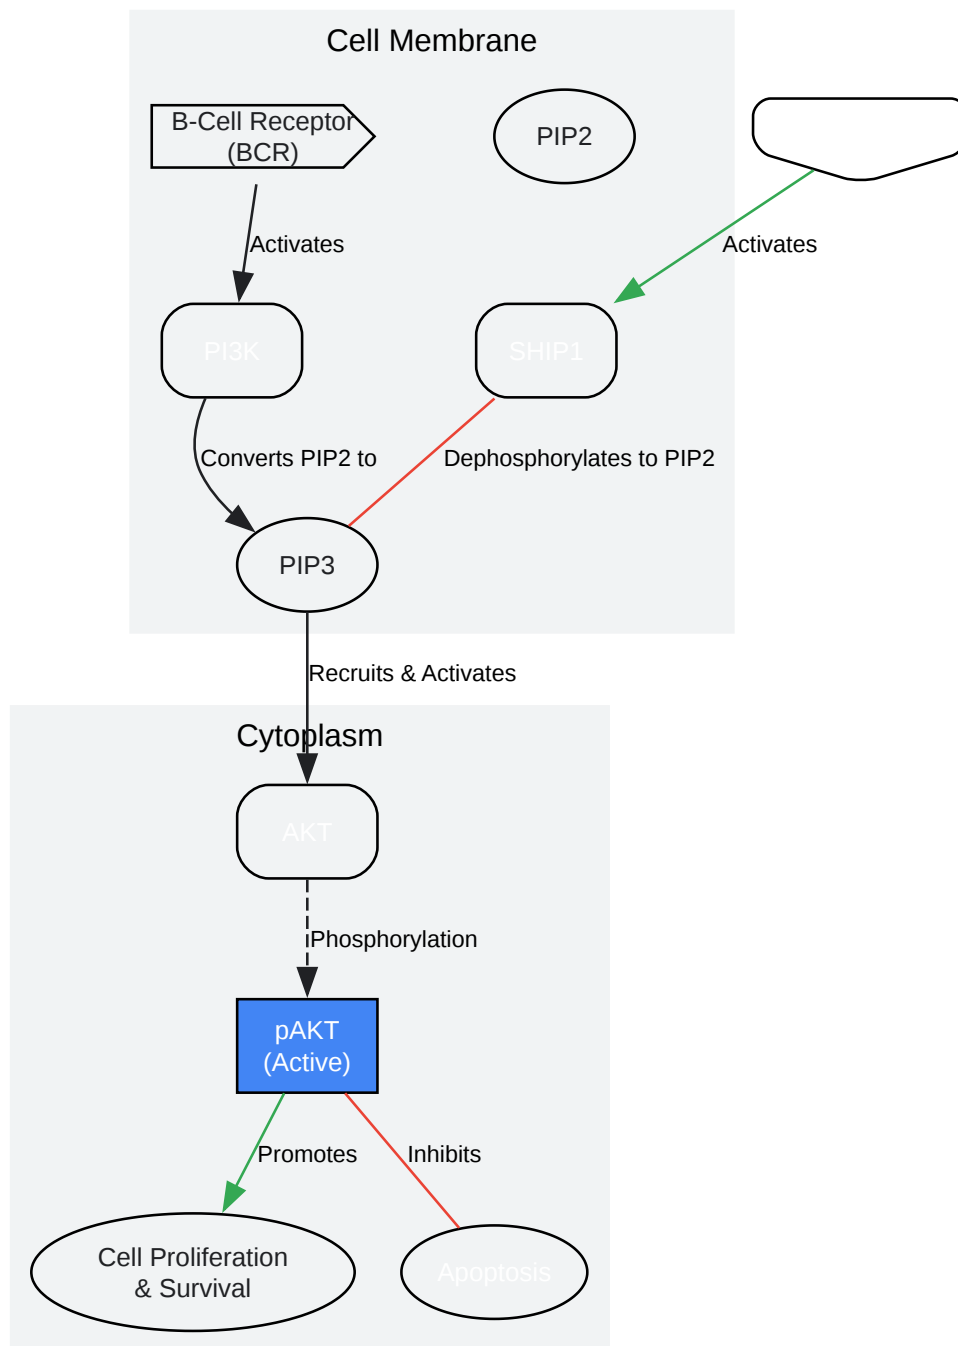 Cell Membrane
B-Cell Receptor
(BCR)
PIP2
Activates
Activates
PI3K
SHIP1
Converts PIP2 to
Dephosphorylates to PIP2
PIP3
Recruits & Activates
Cytoplasm
AKT
Phosphorylation
pAKT
(Active)
Promotes
Inhibits
Cell Proliferation
& Survival
Apoptosis